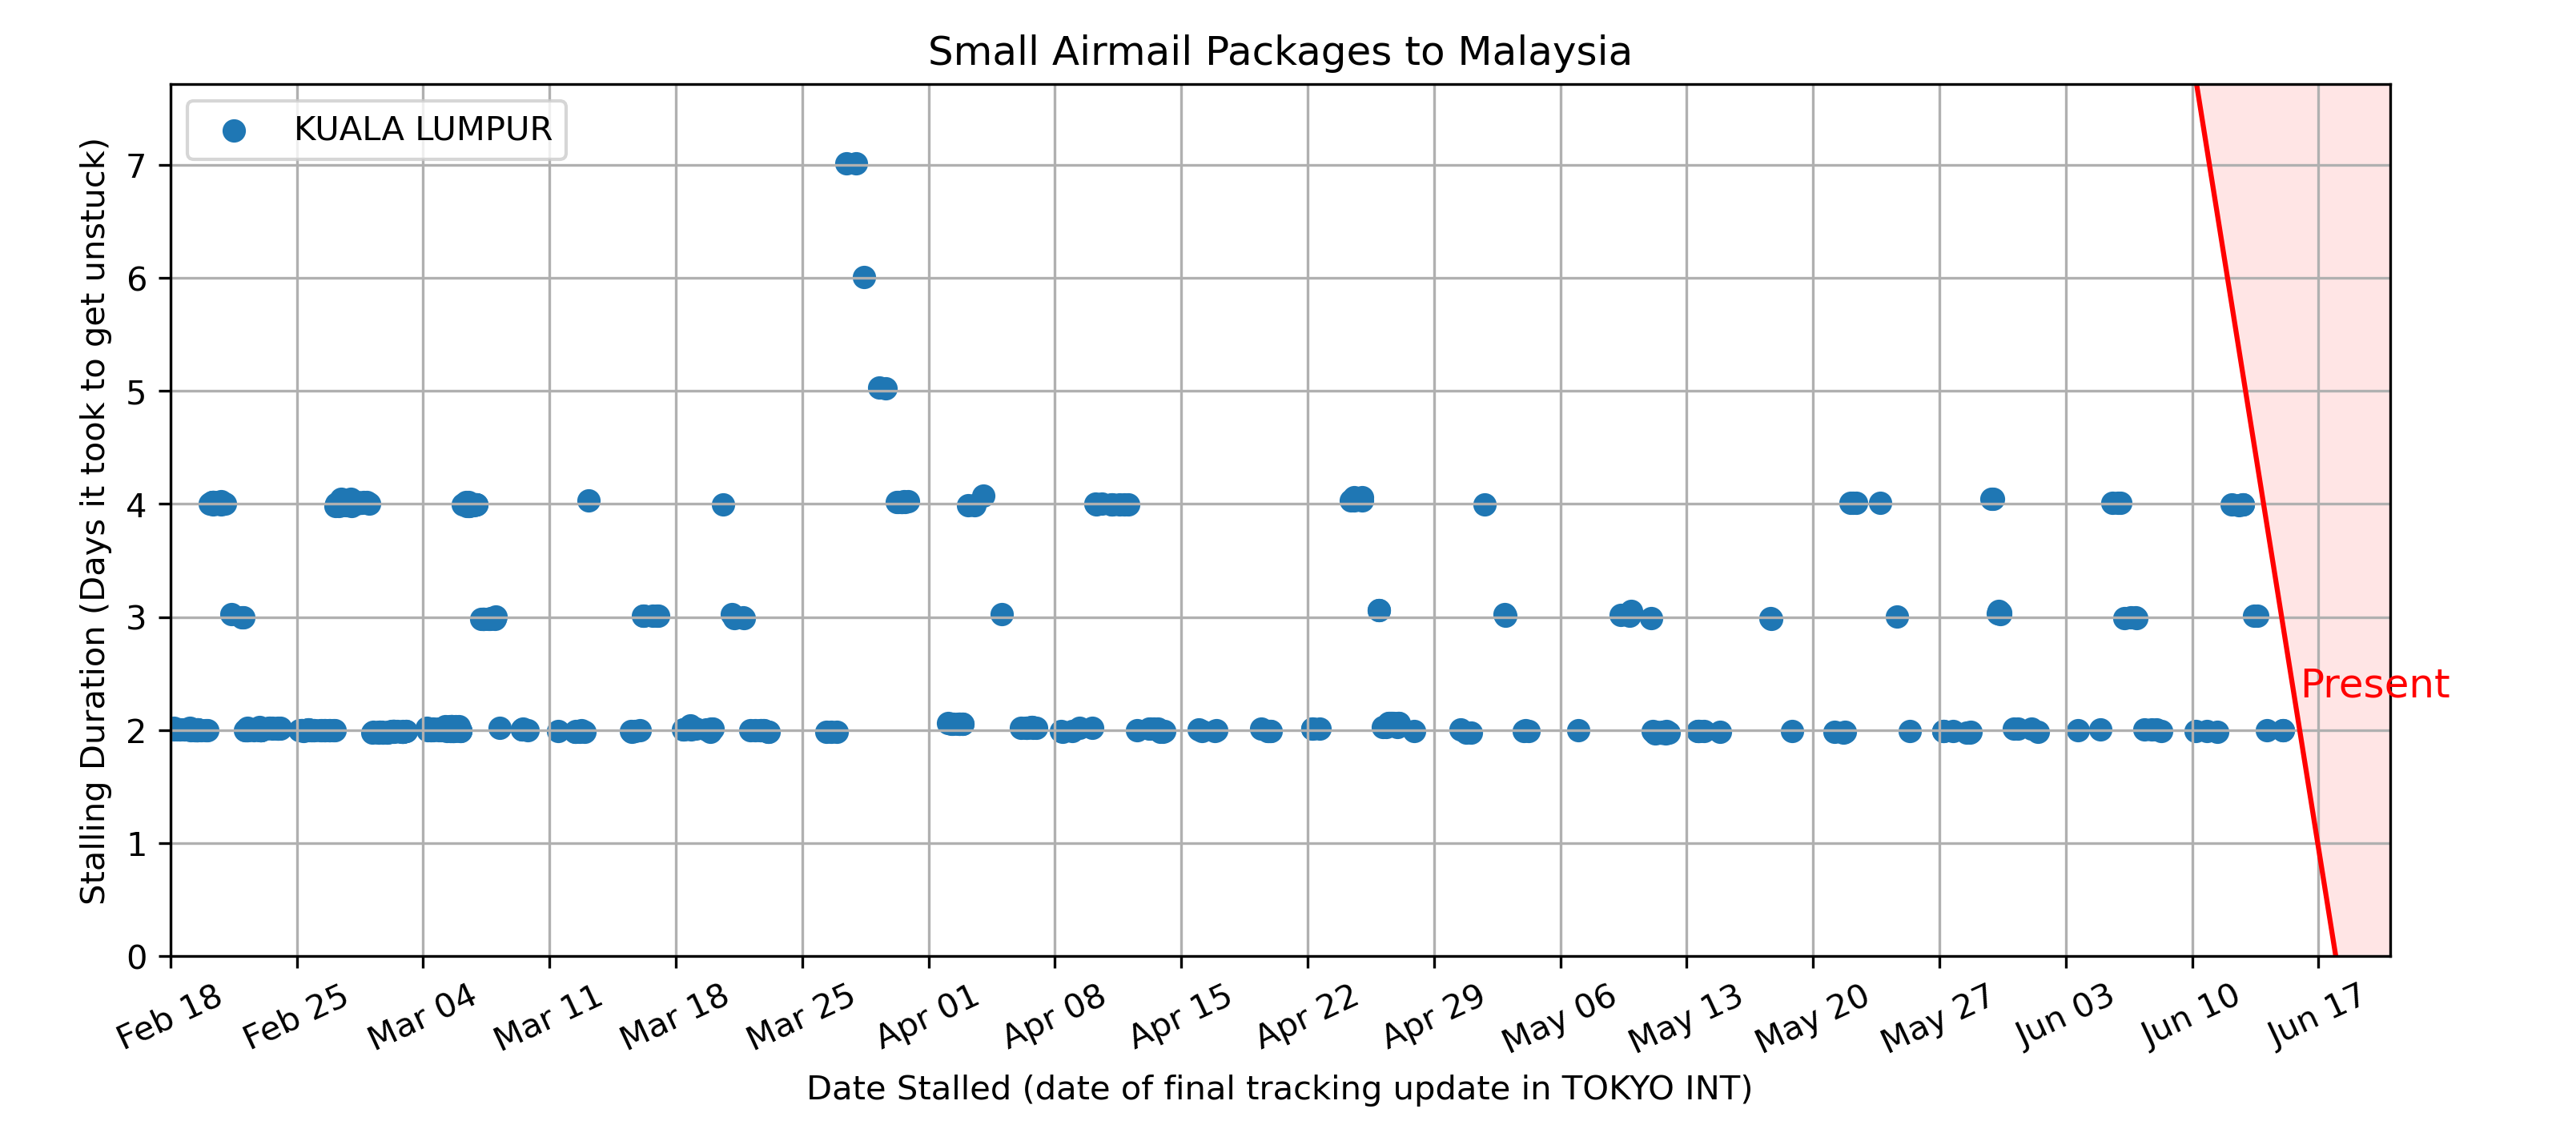 Small Airmail Packages to Malaysia
KUALA LUMPUR
Stalling Duration (Days it took to get unstuck)
7
6
5
4
3
2
1
0
Present
Feb 18 Feb 25 Mar 04 Mar 11 Mar 18 Mar 25 Apr 01 Apr 08 Apr 15 Apr 22 Apr 29 May 06 May 13 May 20 May 27 Jun 03 Jun 10 Jun 17
Date Stalled (date of final tracking update in TOKYO INT)